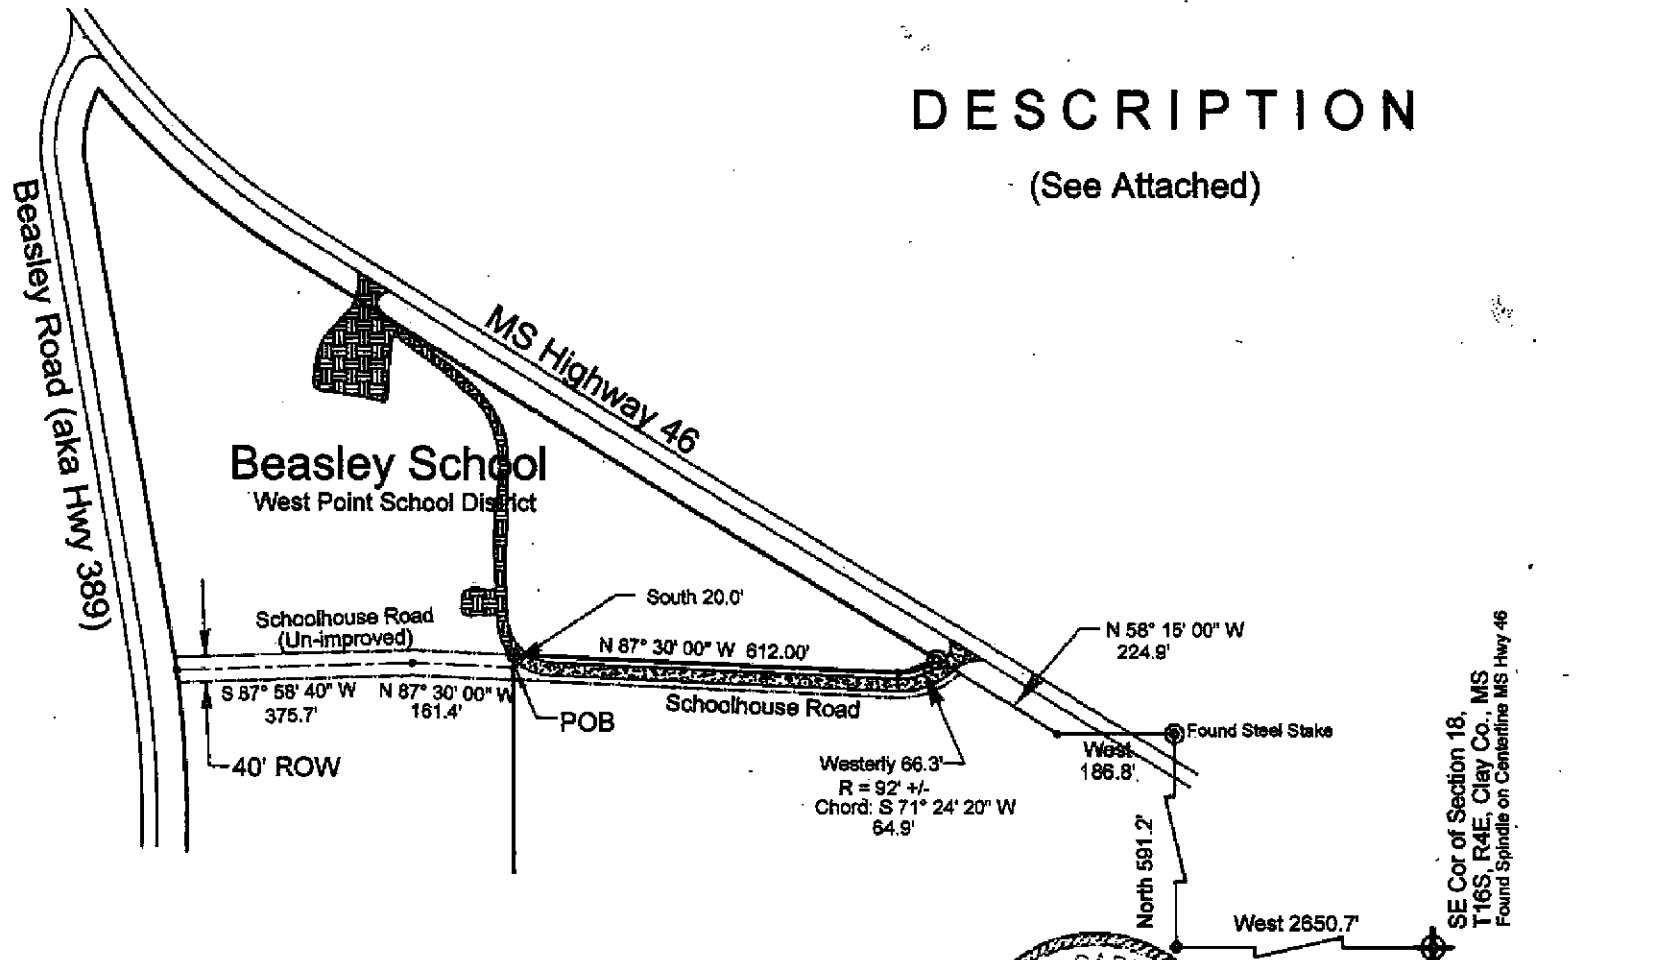 DESCRIPTION
(See Attached)
Beasley Road (aka Hwy 389)
MS Highway 46
Beasley School
West Point School District
Schoolhouse Road
(Un-improved)
South 20.0'
N 87° 30' 00" W 612.00'
N 58° 15' 00" W
224.9'
S 87° 58' 40" W
375.7'
N 87° 30' 00" W
161.4'
Schoolhouse Road
POB
40' ROW
Found Steel Stake
West
186.8'
Westerly 66.3'
R = 92' +/-
Chord: S 71° 24' 20" W
64.9'
North 591.2'
West 2650.7'
SE Cor of Section 18,
T16S, R4E, Clay Co., MS
Found Spindle on Centerline MS Hwy 46